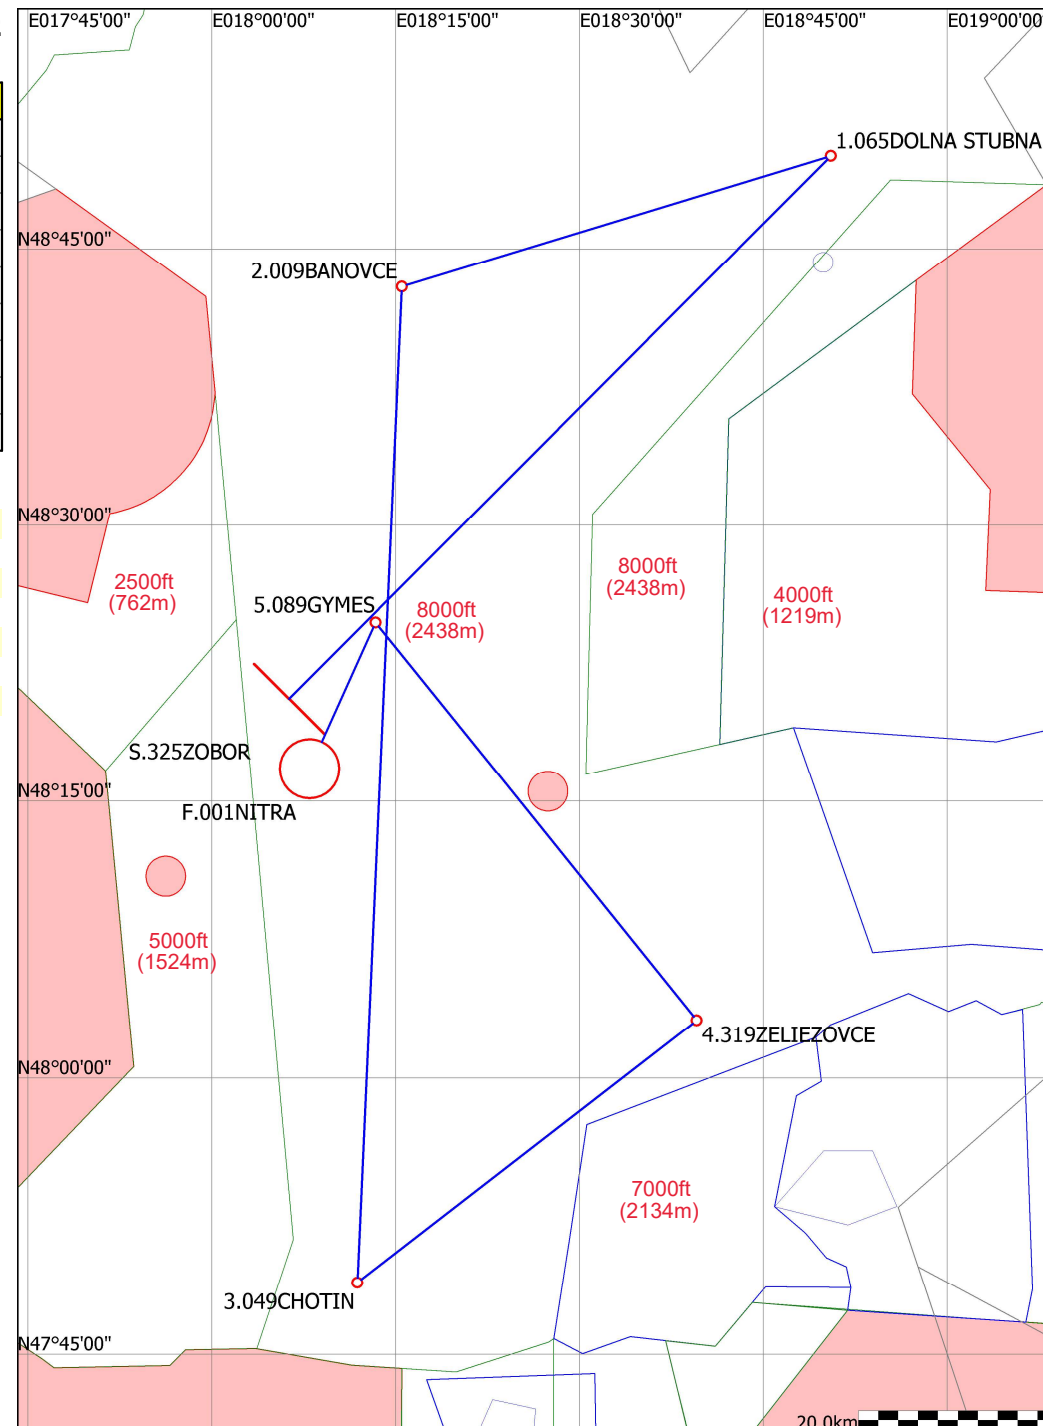 E017°45'00" E018°00'00" E018°15'00" E018°30'00" E018°45'00" E019°00'00
1.065DOLNA STUBNA
N48°45'00"
2.009BANOVCE
N48°30'00"
2500ft
(762m)
8000ft
(2438m)
4000ft
(1219m)
5.089GYMES
8000ft
(2438m)
S.325ZOBOR
N48°15'00"
F.001NITRA
5000ft
(1524m)
4.319ZELIEZOVCE
N48°00'00"
7000ft
(2134m)
3.049CHOTIN
N47°45'00"
20.0km